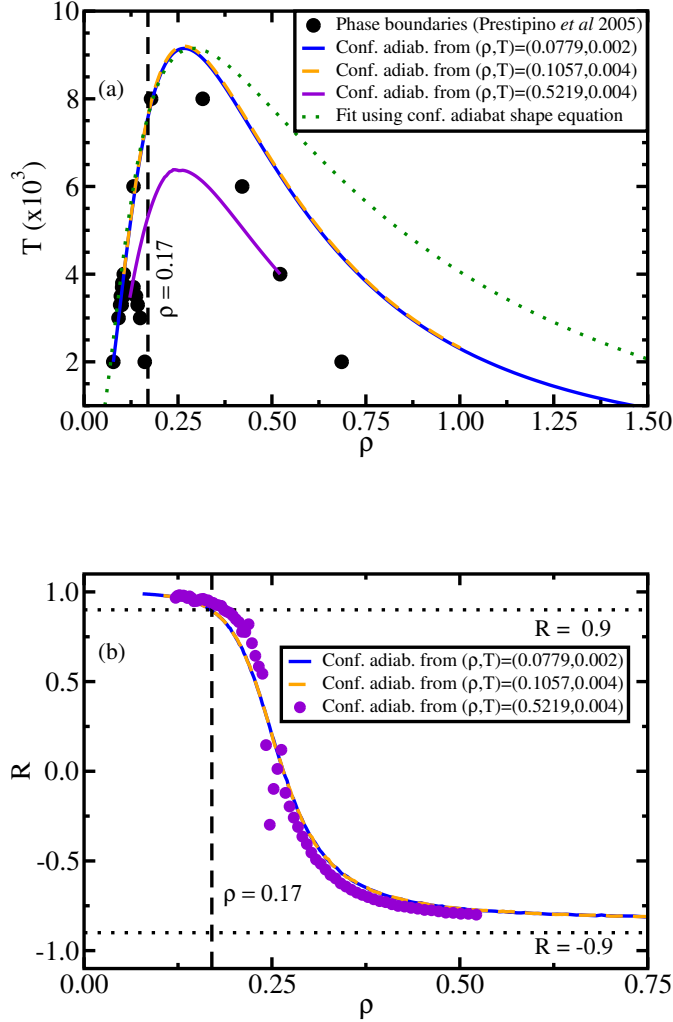 10
8
6
4
2
T (x10³)
(a)
Phase boundaries (Prestipino et al 2005)
Conf. adiab. from (ρ,T)=(0.0779,0.002)
Conf. adiab. from (ρ,T)=(0.1057,0.004)
Conf. adiab. from (ρ,T)=(0.5219,0.004)
Fit using conf. adiabat shape equation
ρ = 0.17
0.00 0.25 0.50 0.75 1.00 1.25 1.50
ρ
1.0
0.5
0.0
-0.5
-1.0
R
(b)
R = 0.9
Conf. adiab. from (ρ,T)=(0.0779,0.002)
Conf. adiab. from (ρ,T)=(0.1057,0.004)
Conf. adiab. from (ρ,T)=(0.5219,0.004)
ρ = 0.17
R = -0.9
0.00 0.25 0.50 0.75
ρ